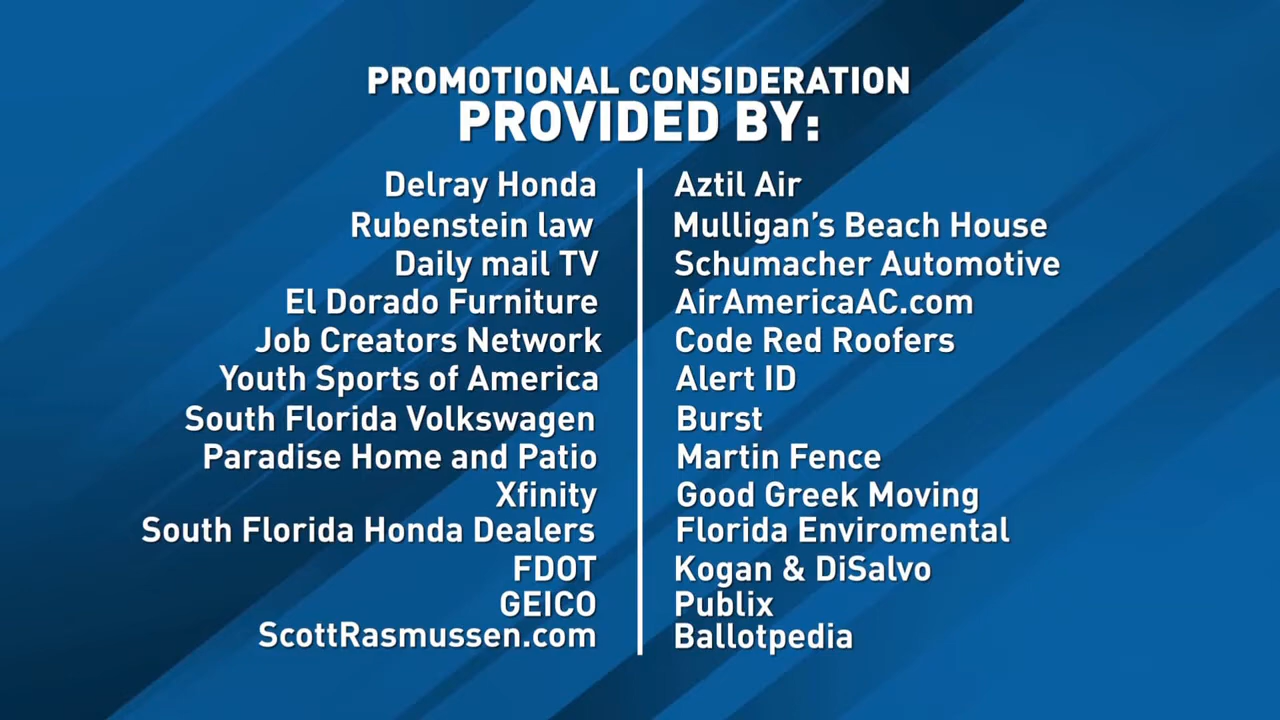 PROMOTIONAL CONSIDERATION
PROVIDED BY:
Delray Honda
Rubenstein law
Daily mail TV
El Dorado Furniture
Job Creators Network
Youth Sports of America
South Florida Volkswagen
Paradise Home and Patio
Xfinity
South Florida Honda Dealers
FDOT
GEICO
ScottRasmussen.com
Aztil Air
Mulligan’s Beach House
Schumacher Automotive
AirAmericaAC.com
Code Red Roofers
Alert ID
Burst
Martin Fence
Good Greek Moving
Florida Enviromental
Kogan & DiSalvo
Publix
Ballotpedia